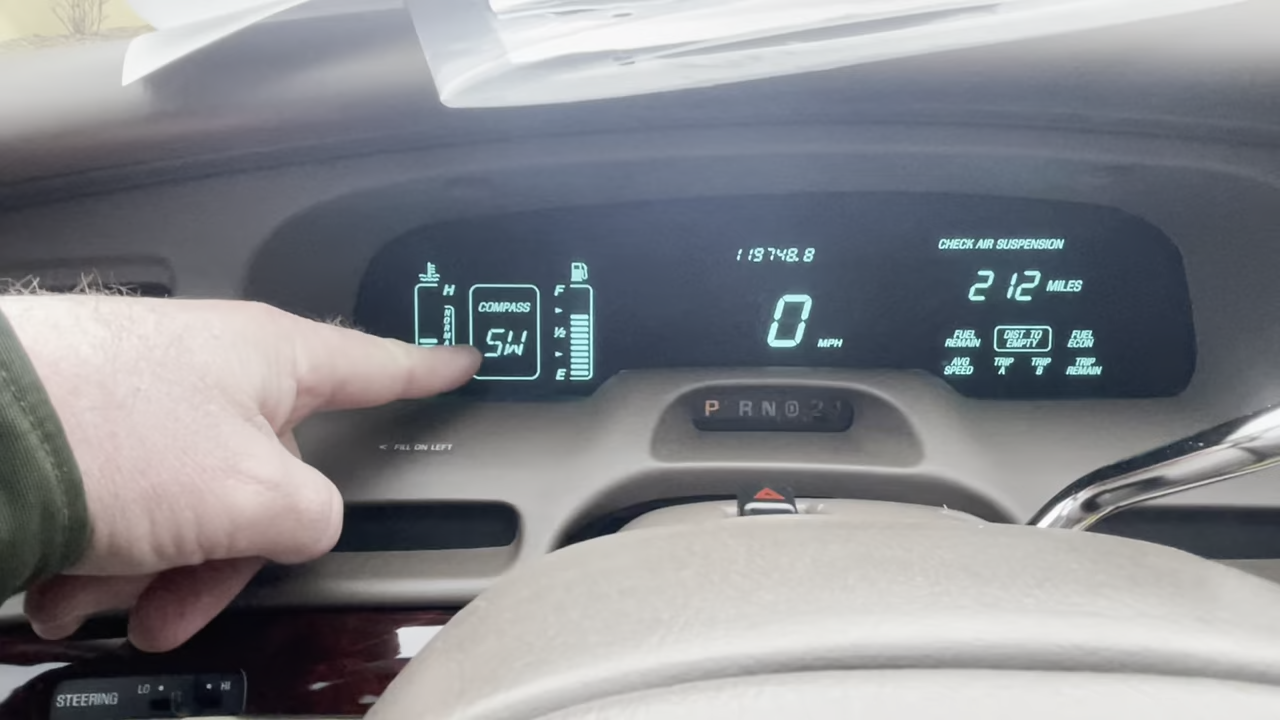 119748.8
CHECK AIR SUSPENSION
H
COMPASS
F
212 MILES
SW
½
0
MPH
FUEL REMAIN
DIST TO EMPTY
FUEL ECON
E
AVG SPEED
TRIP A
TRIP B
TRIP REMAIN
P R N D 2
< FILL ON LEFT
STEERING
LO
HI